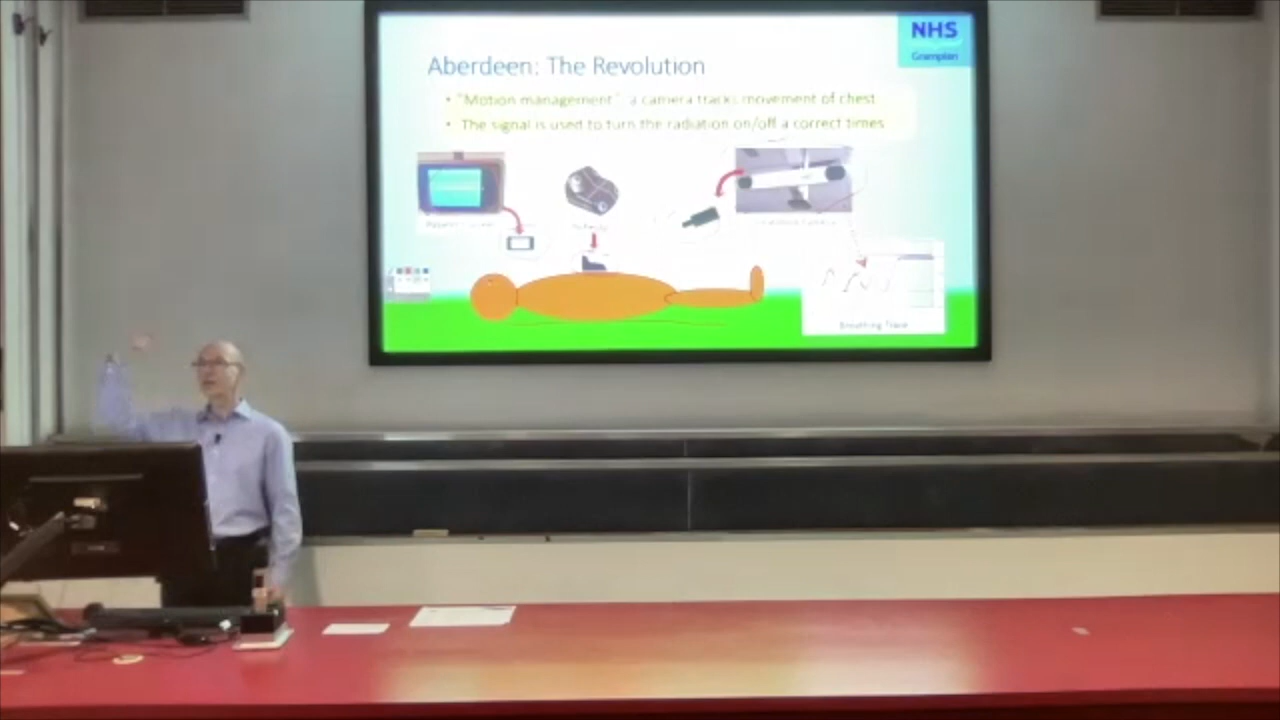 NHS
Grampian
Aberdeen: The Revolution
• "Motion management": a camera tracks movement of chest
• The signal is used to turn the radiation on/off a correct times
Breathing Trace